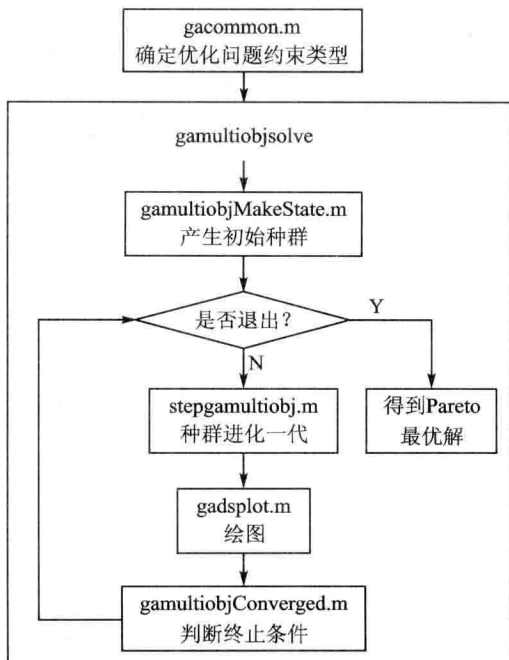 gacommon.m
确定优化问题约束类型
gamultiobjsolve
gamultiobjMakeState.m
产生初始种群
是否退出？
Y
N
stepgamultiobj.m
种群进化一代
得到Pareto
最优解
gadsplot.m
绘图
gamultiobjConverged.m
判断终止条件